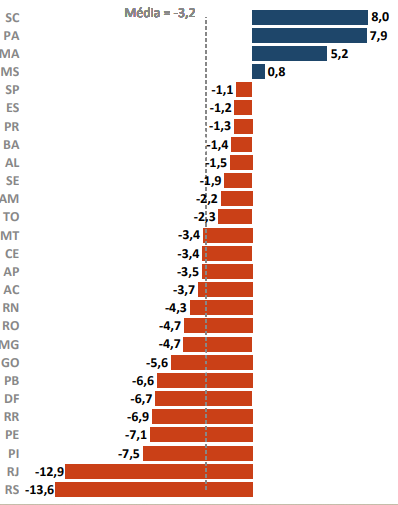 Média = -3,2
SC 8,0
PA 7,9
MA 5,2
MS 0,8
SP -1,1
ES -1,2
PR -1,3
BA -1,4
AL -1,5
SE -1,9
AM -2,2
TO -2,3
MT -3,4
CE -3,4
AP -3,5
AC -3,7
RN -4,3
RO -4,7
MG -4,7
GO -5,6
PB -6,6
DF -6,7
RR -6,9
PE -7,1
PI -7,5
RJ -12,9
RS -13,6